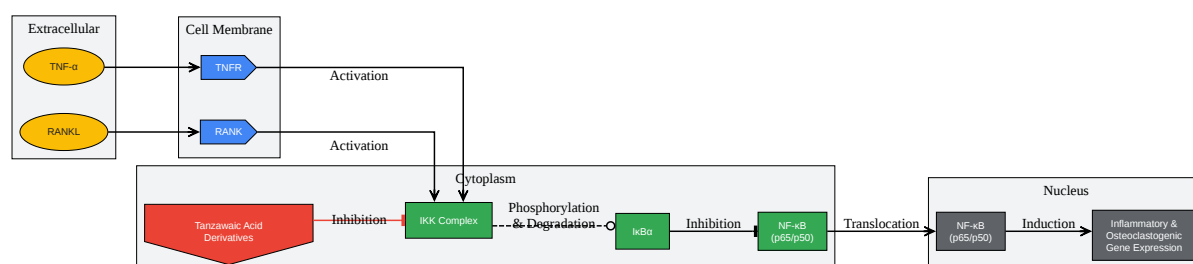 Extracellular
TNF-α
RANKL
Cell Membrane
TNFR
RANK
Activation
Activation
Cytoplasm
Tanzawaic Acid
Derivatives
Inhibition
IKK Complex
Phosphorylation
& Degradation
IκBα
Inhibition
NF-κB
(p65/p50)
Translocation
Nucleus
NF-κB
(p65/p50)
Induction
Inflammatory &
Osteoclastogenic
Gene Expression